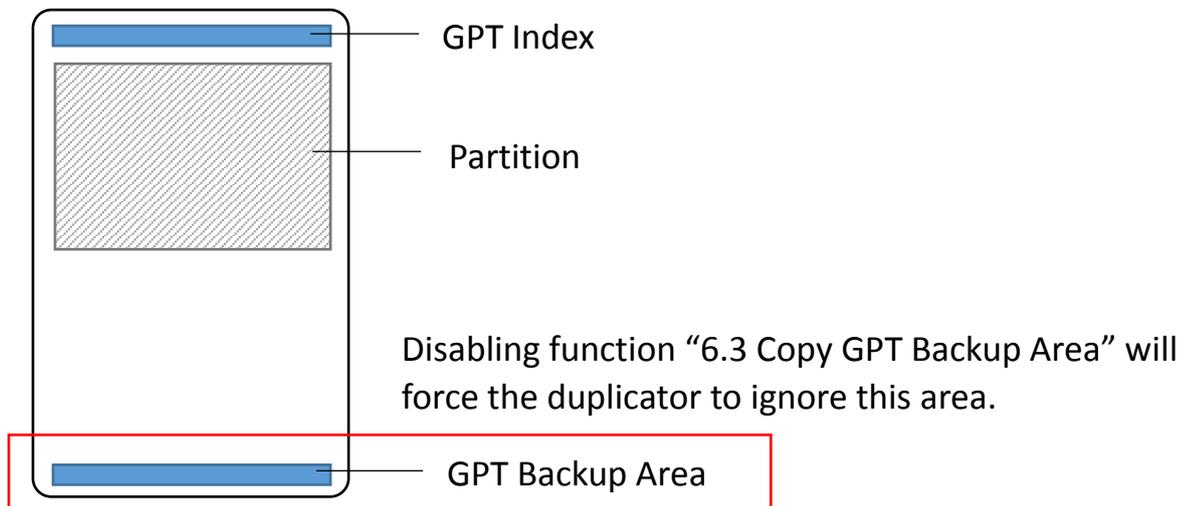 GPT Index
Partition
Disabling function “6.3 Copy GPT Backup Area” will
force the duplicator to ignore this area.
GPT Backup Area